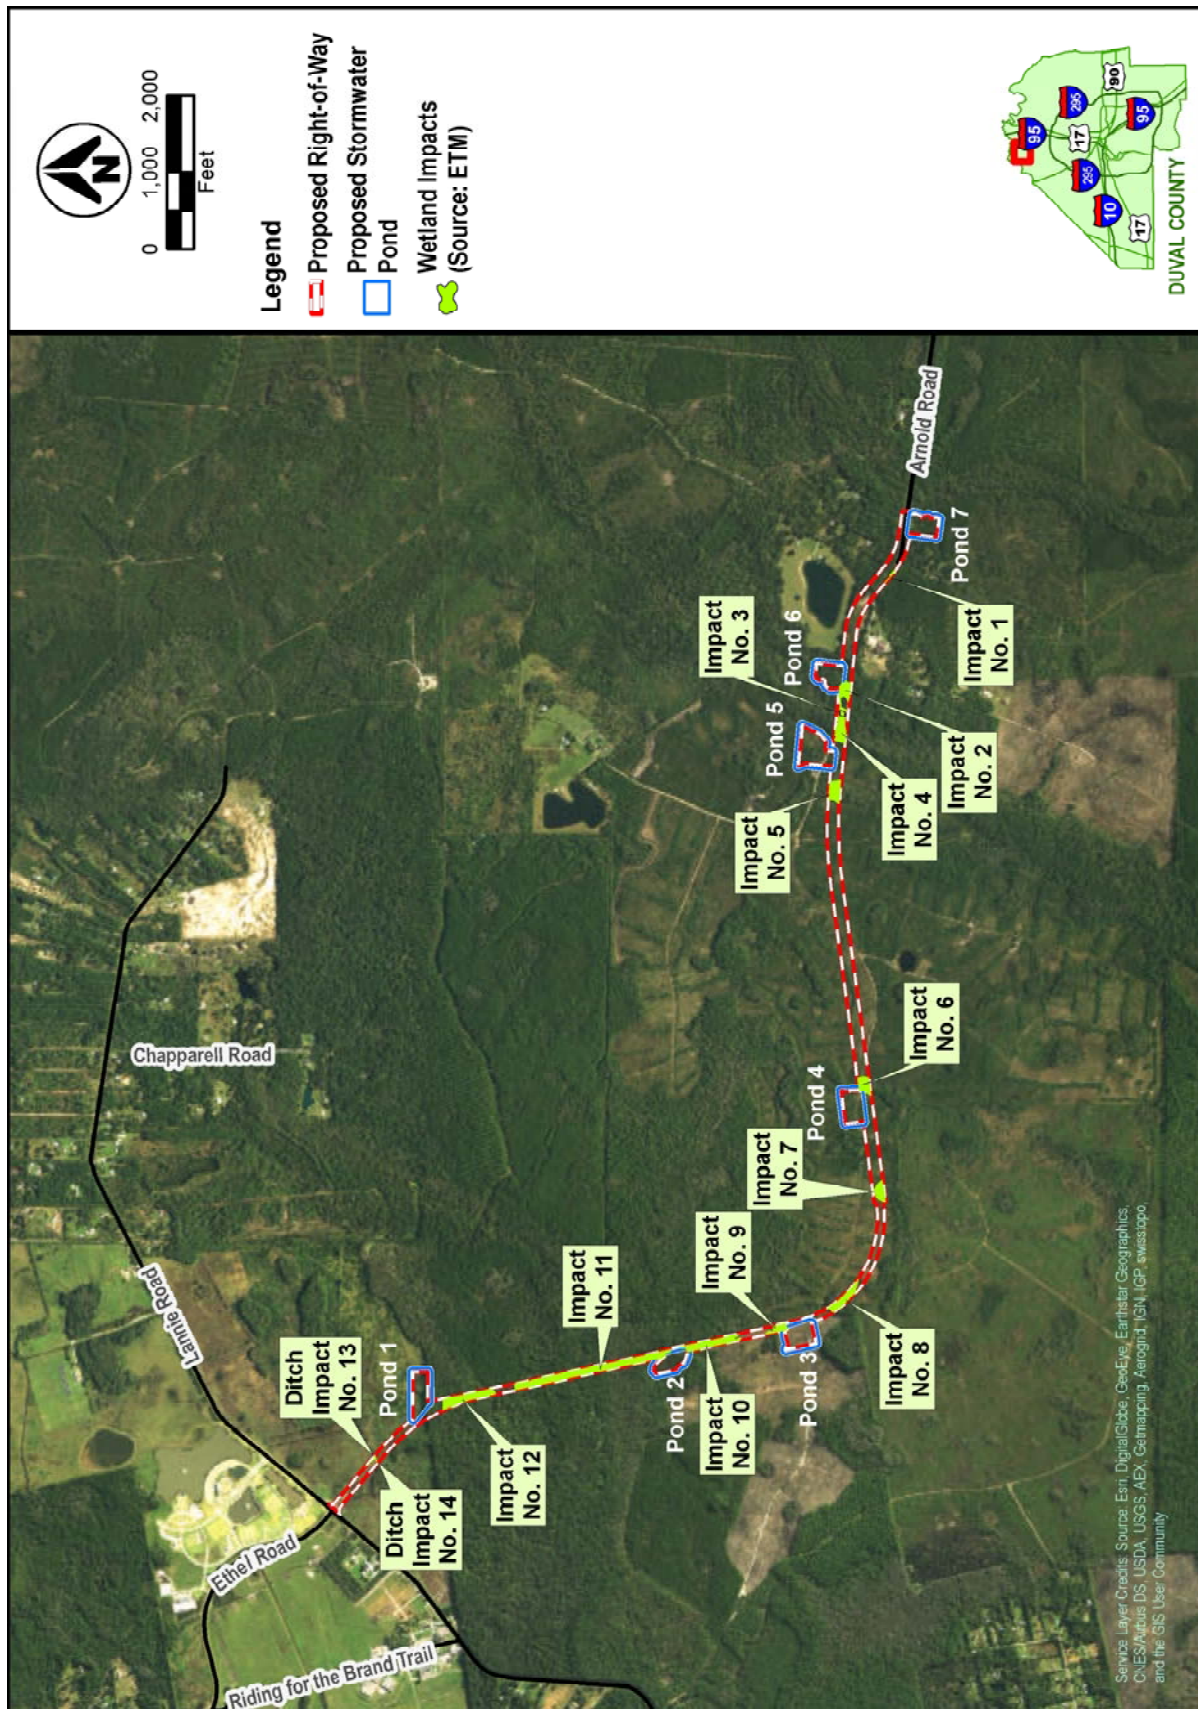 N
0 1,000 2,000
Feet
Legend
Proposed Right-of-Way
Proposed Stormwater
Pond
Wetland Impacts
(Source: ETM)
95
295
90
17
295
95
10
17
DUVAL COUNTY
Ethel Road
Riding for the Brand Trail
Lannie Road
Chapparell Road
Arnold Road
Ditch
Impact
No. 13
Ditch
Impact
No. 14
Pond 1
Impact
No. 12
Impact
No. 11
Pond 2
Impact
No. 10
Impact
No. 9
Pond 3
Impact
No. 8
Impact
No. 7
Pond 4
Impact
No. 6
Impact
No. 5
Pond 5
Impact
No. 4
Impact
No. 3
Pond 6
Impact
No. 2
Impact
No. 1
Pond 7
Service Layer Credits: Source: Esri, DigitalGlobe, GeoEye, Earthstar Geographics,
CNES/Airbus DS, USDA, USGS, AEX, Getmapping, Aerogrid, IGN, IGP, swisstopo,
and the GIS User Community